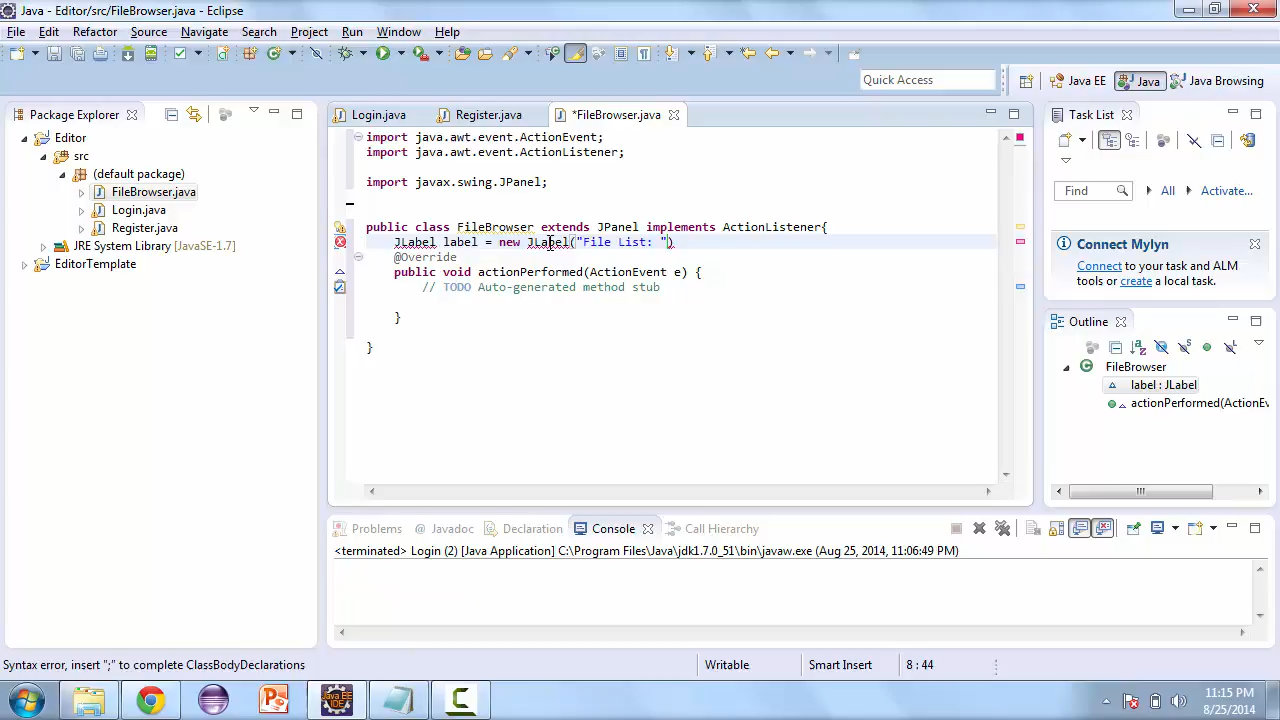 Java - Editor/src/FileBrowser.java - Eclipse
File Edit Refactor Source Navigate Search Project Run Window Help
Quick Access Java EE Java Java Browsing
Package Explorer
Editor
src
(default package)
FileBrowser.java
Login.java
Register.java
JRE System Library [JavaSE-1.7]
EditorTemplate
Login.java Register.java *FileBrowser.java
import java.awt.event.ActionEvent;
import java.awt.event.ActionListener;
import javax.swing.JPanel;
public class FileBrowser extends JPanel implements ActionListener{
JLabel label = new JLabel("File List: ")
@Override
public void actionPerformed(ActionEvent e) {
// TODO Auto-generated method stub
}
}
Task List
Find All Activate...
Connect Mylyn
Connect to your task and ALM
tools or create a local task.
Outline
FileBrowser
label : JLabel
actionPerformed(ActionEv
Problems @ Javadoc Declaration Console Call Hierarchy
<terminated> Login (2) [Java Application] C:\Program Files\Java\jdk1.7.0_51\bin\javaw.exe (Aug 25, 2014, 11:06:49 PM)
Syntax error, insert ";" to complete ClassBodyDeclarations Writable Smart Insert 8 : 44
Java EE
IDE
11:15 PM
8/25/2014